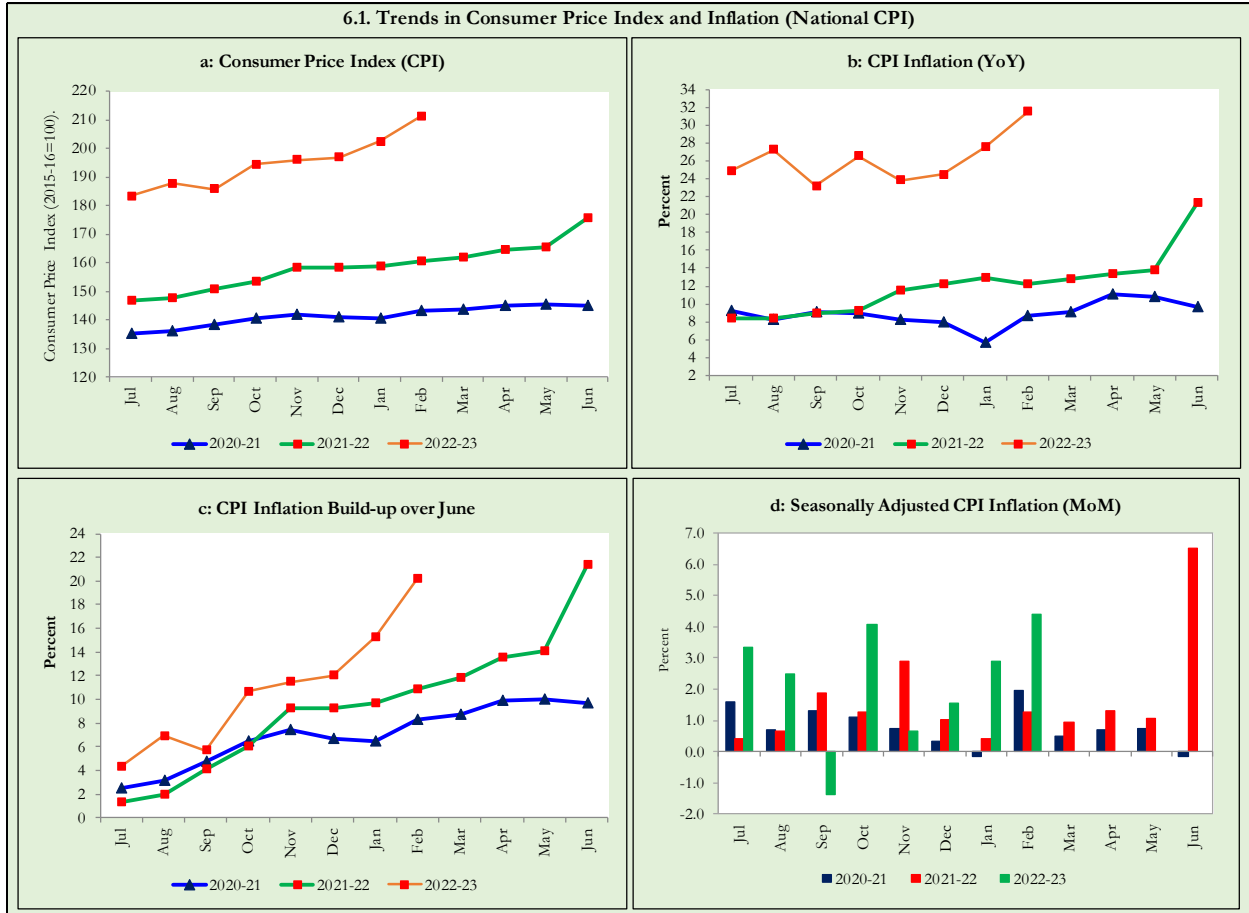 6.1. Trends in Consumer Price Index and Inflation (National CPI)
a: Consumer Price Index (CPI)
Consumer Price Index (2015-16=100).
220
210
200
190
180
170
160
150
140
130
120
Jul
Aug
Sep
Oct
Nov
Dec
Jan
Feb
Mar
Apr
May
Jun
2020-21 2021-22 2022-23
b: CPI Inflation (YoY)
Percent
34
32
30
28
26
24
22
20
18
16
14
12
10
8
6
4
2
Jul
Aug
Sep
Oct
Nov
Dec
Jan
Feb
Mar
Apr
May
Jun
2020-21 2021-22 2022-23
c: CPI Inflation Build-up over June
Percent
24
22
20
18
16
14
12
10
8
6
4
2
0
Jul
Aug
Sep
Oct
Nov
Dec
Jan
Feb
Mar
Apr
May
Jun
2020-21 2021-22 2022-23
d: Seasonally Adjusted CPI Inflation (MoM)
Percent
7.0
6.0
5.0
4.0
3.0
2.0
1.0
0.0
-1.0
-2.0
Jul
Aug
Sep
Oct
Nov
Dec
Jan
Feb
Mar
Apr
May
Jun
2020-21 2021-22 2022-23